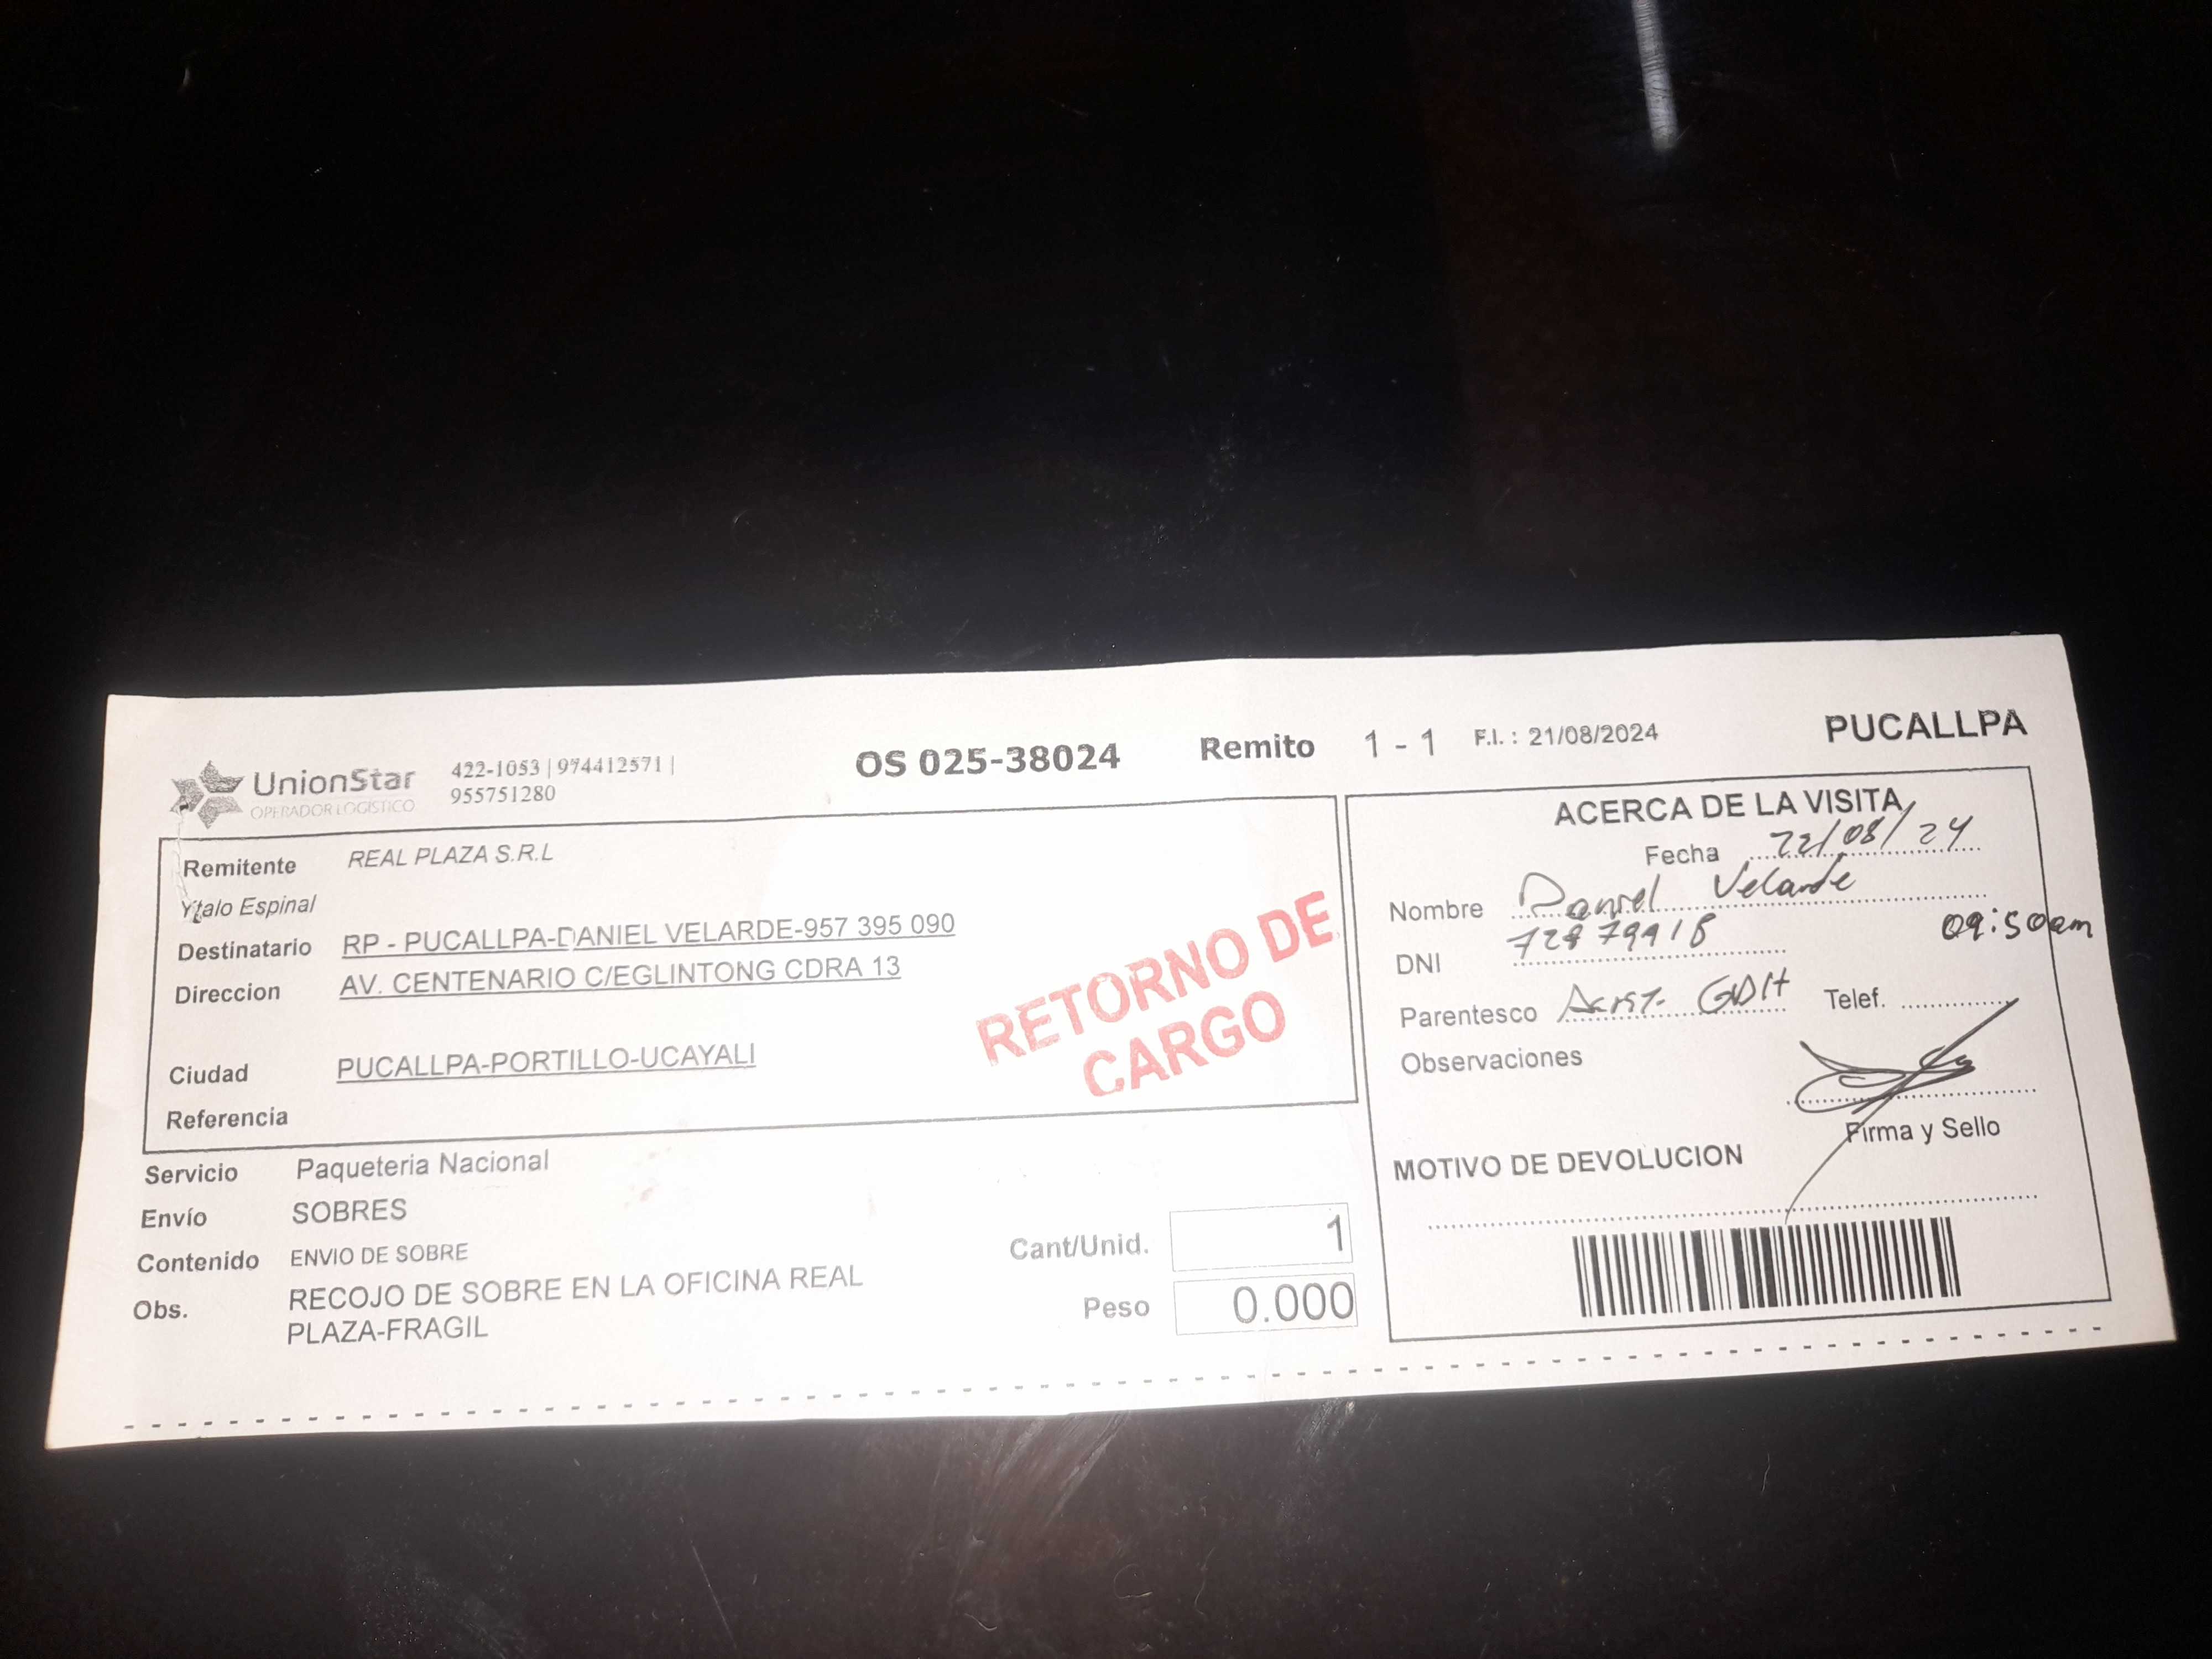 UnionStar
OPERADOR LOGÍSTICO
422-1053 | 974412571 |
955751280
OS 025-38024
Remito 1 - 1
F.I. : 21/08/2024
PUCALLPA
Remitente REAL PLAZA S.R.L
Ytalo Espinal
Destinatario RP - PUCALLPA-DANIEL VELARDE-957 395 090
Direccion AV. CENTENARIO C/EGLINTONG CDRA 13
Ciudad PUCALLPA-PORTILLO-UCAYALI
Referencia
RETORNO DE
CARGO
Servicio Paqueteria Nacional
Envío SOBRES
Contenido ENVIO DE SOBRE
Obs. RECOJO DE SOBRE EN LA OFICINA REAL
PLAZA-FRAGIL
Cant/Unid. 1
Peso 0.000
ACERCA DE LA VISITA
Fecha 22/08/24
Nombre Daniel Velarde
DNI
09:50am
Parentesco GDH
Telef.
Observaciones
Firma y Sello
MOTIVO DE DEVOLUCION